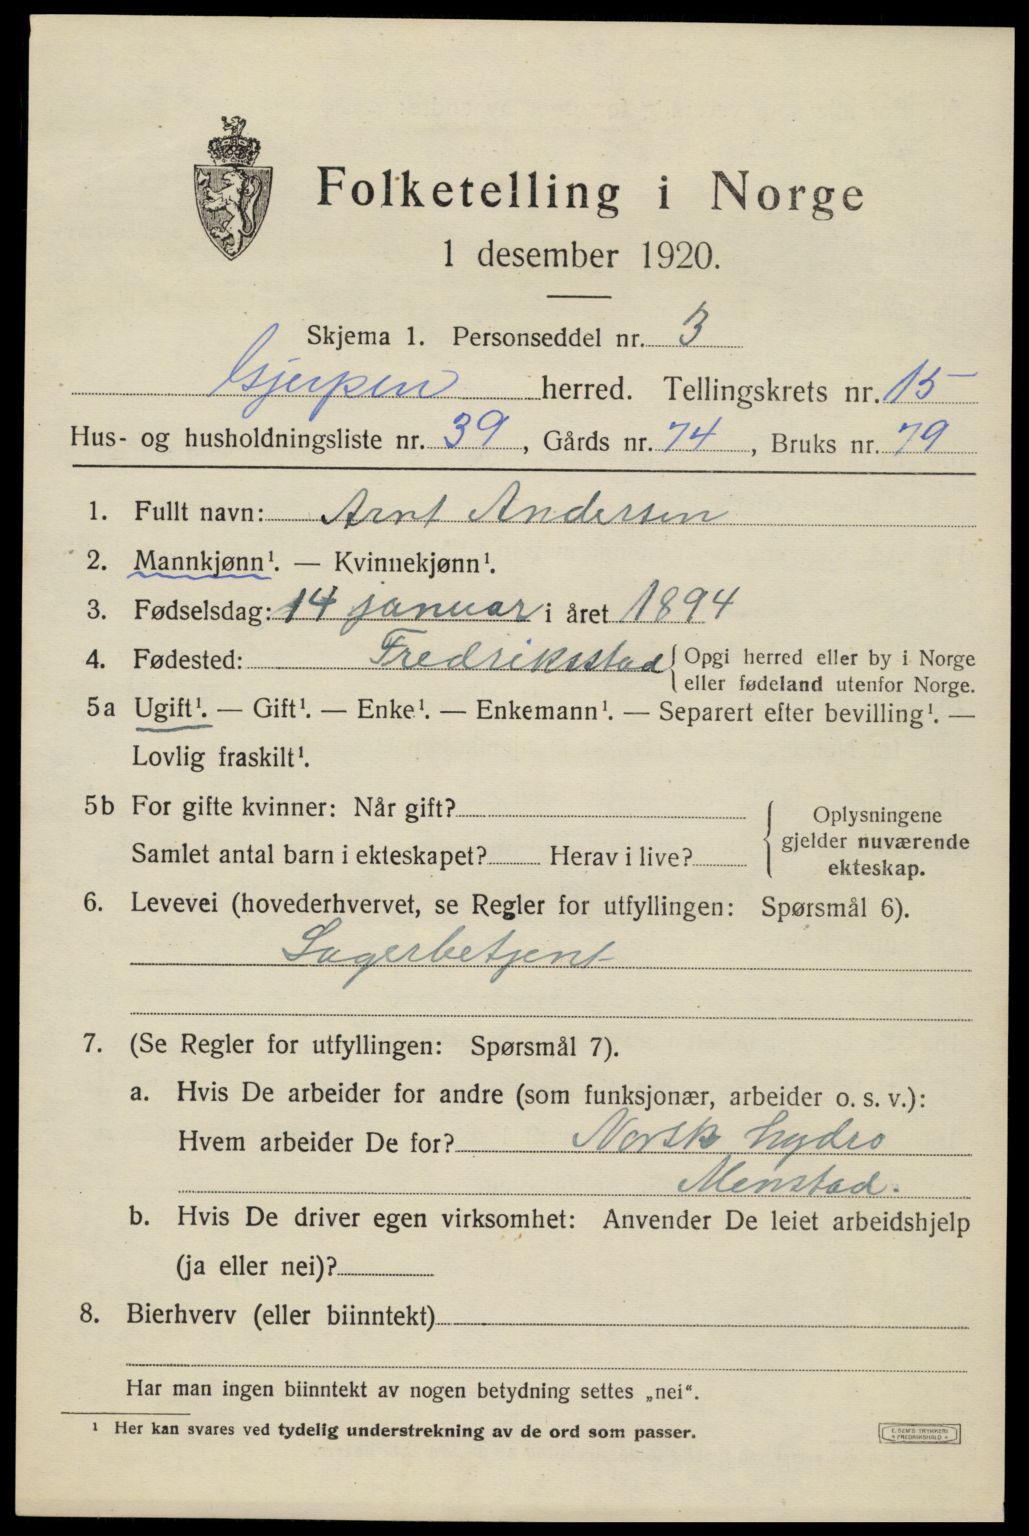 Folketelling i Norge
1 desember 1920.
Skjema 1. Personseddel nr. 3
Gjerpen herred. Tellingskrets nr. 15
Hus- og husholdningsliste nr. 39, Gårds nr. 74, Bruks nr. 79
1. Fullt navn: Arnt Andersen
2. Mannkjønn¹. — Kvinnekjønn¹.
3. Fødselsdag: 14 januar i året 1894
4. Fødested: Fredriksstad { Opgi herred eller by i Norge
eller fødeland utenfor Norge.
5a Ugift¹. — Gift¹. — Enke¹. — Enkemann¹. — Separert efter bevilling¹. —
Lovlig fraskilt¹.
5b For gifte kvinner: Når gift?
Samlet antal barn i ekteskapet? Herav i live?
Oplysningene
gjelder nuværende
ekteskap.
6. Levevei (hovederhvervet, se Regler for utfyllingen: Spørsmål 6).
Lagerbetjent
7. (Se Regler for utfyllingen: Spørsmål 7).
a. Hvis De arbeider for andre (som funksjonær, arbeider o. s. v.):
Hvem arbeider De for? Norsk hydro
Menstad.
b. Hvis De driver egen virksomhet: Anvender De leiet arbeidshjelp
(ja eller nei)?
8. Bierhverv (eller biinntekt)
Har man ingen biinntekt av nogen betydning settes „nei“.
¹ Her kan svares ved tydelig understrekning av de ord som passer.
E. SEM'S TRYKKERI
* FREDRIKSHALD *